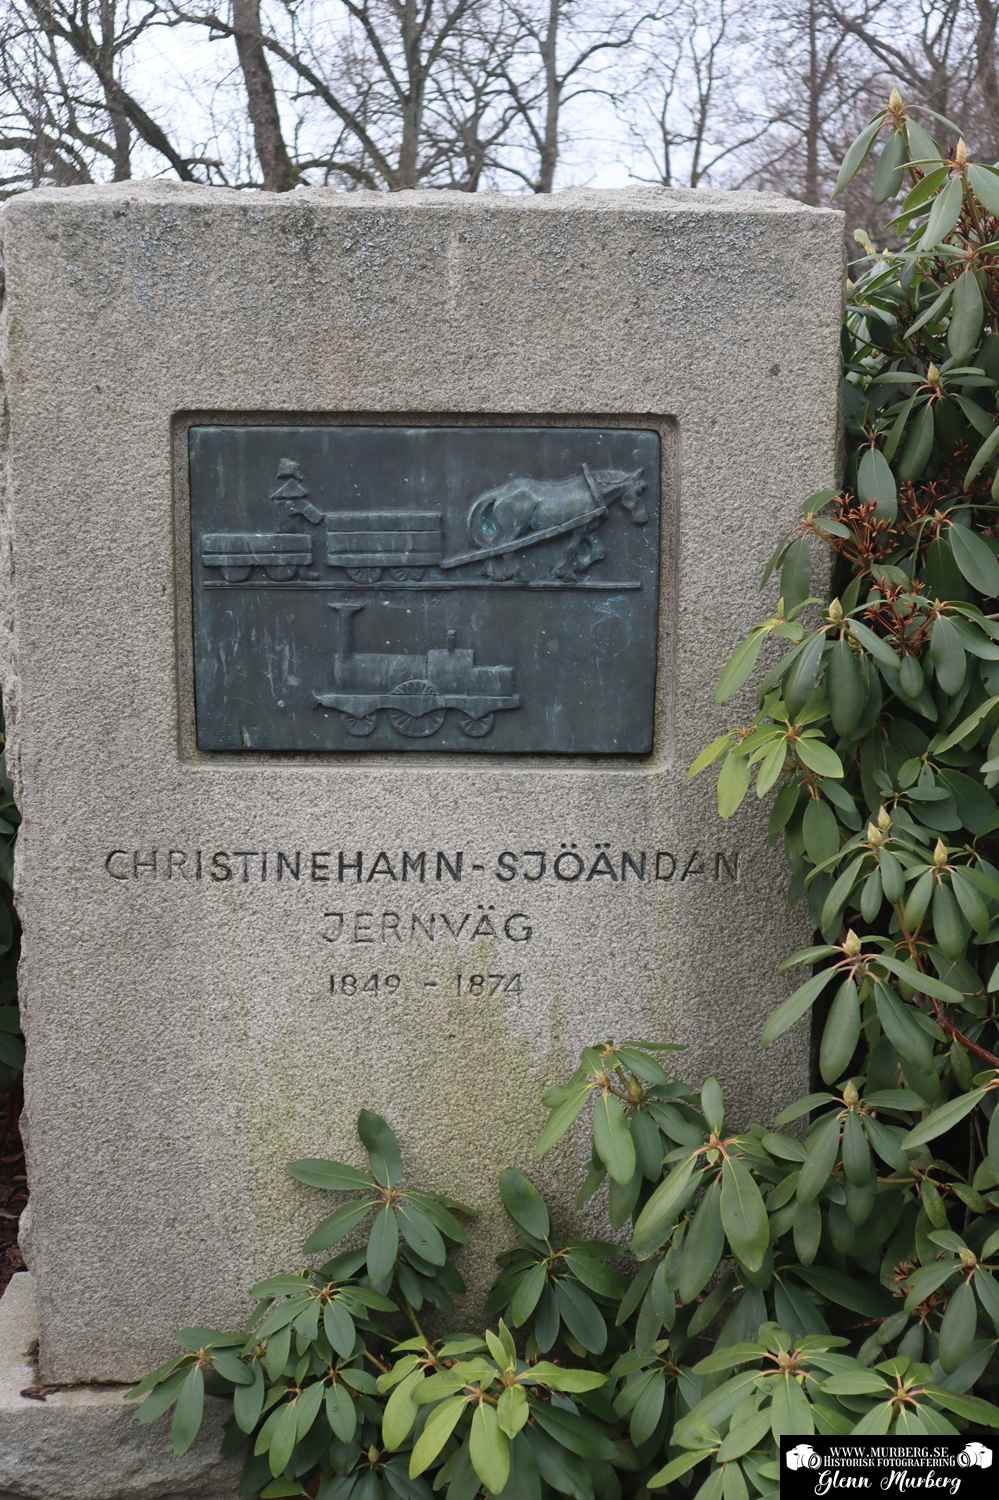 CHRISTINEHAMN-SJÖÄNDAN
JERNVÄG
1849 - 1874
WWW.MURBERG.SE
HISTORISK FOTOGRAFERING
Glenn Murberg